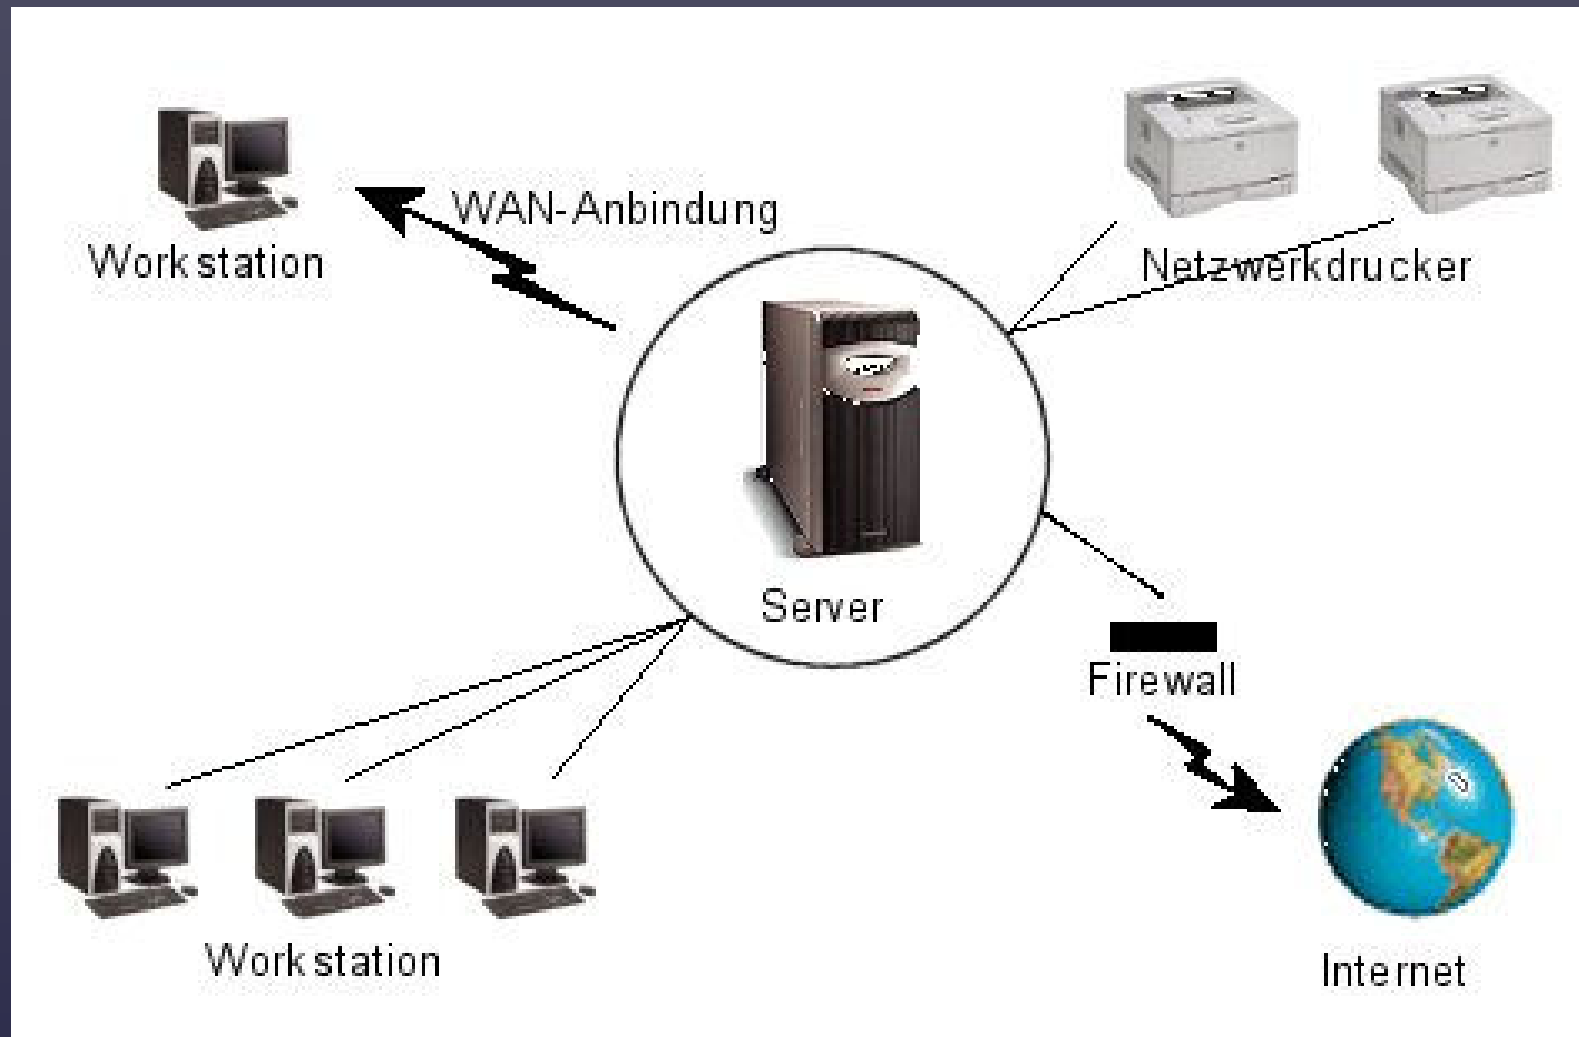 WAN-Anbindung
Workstation
Netzwerkdrucker
Server
Firewall
Workstation
Internet